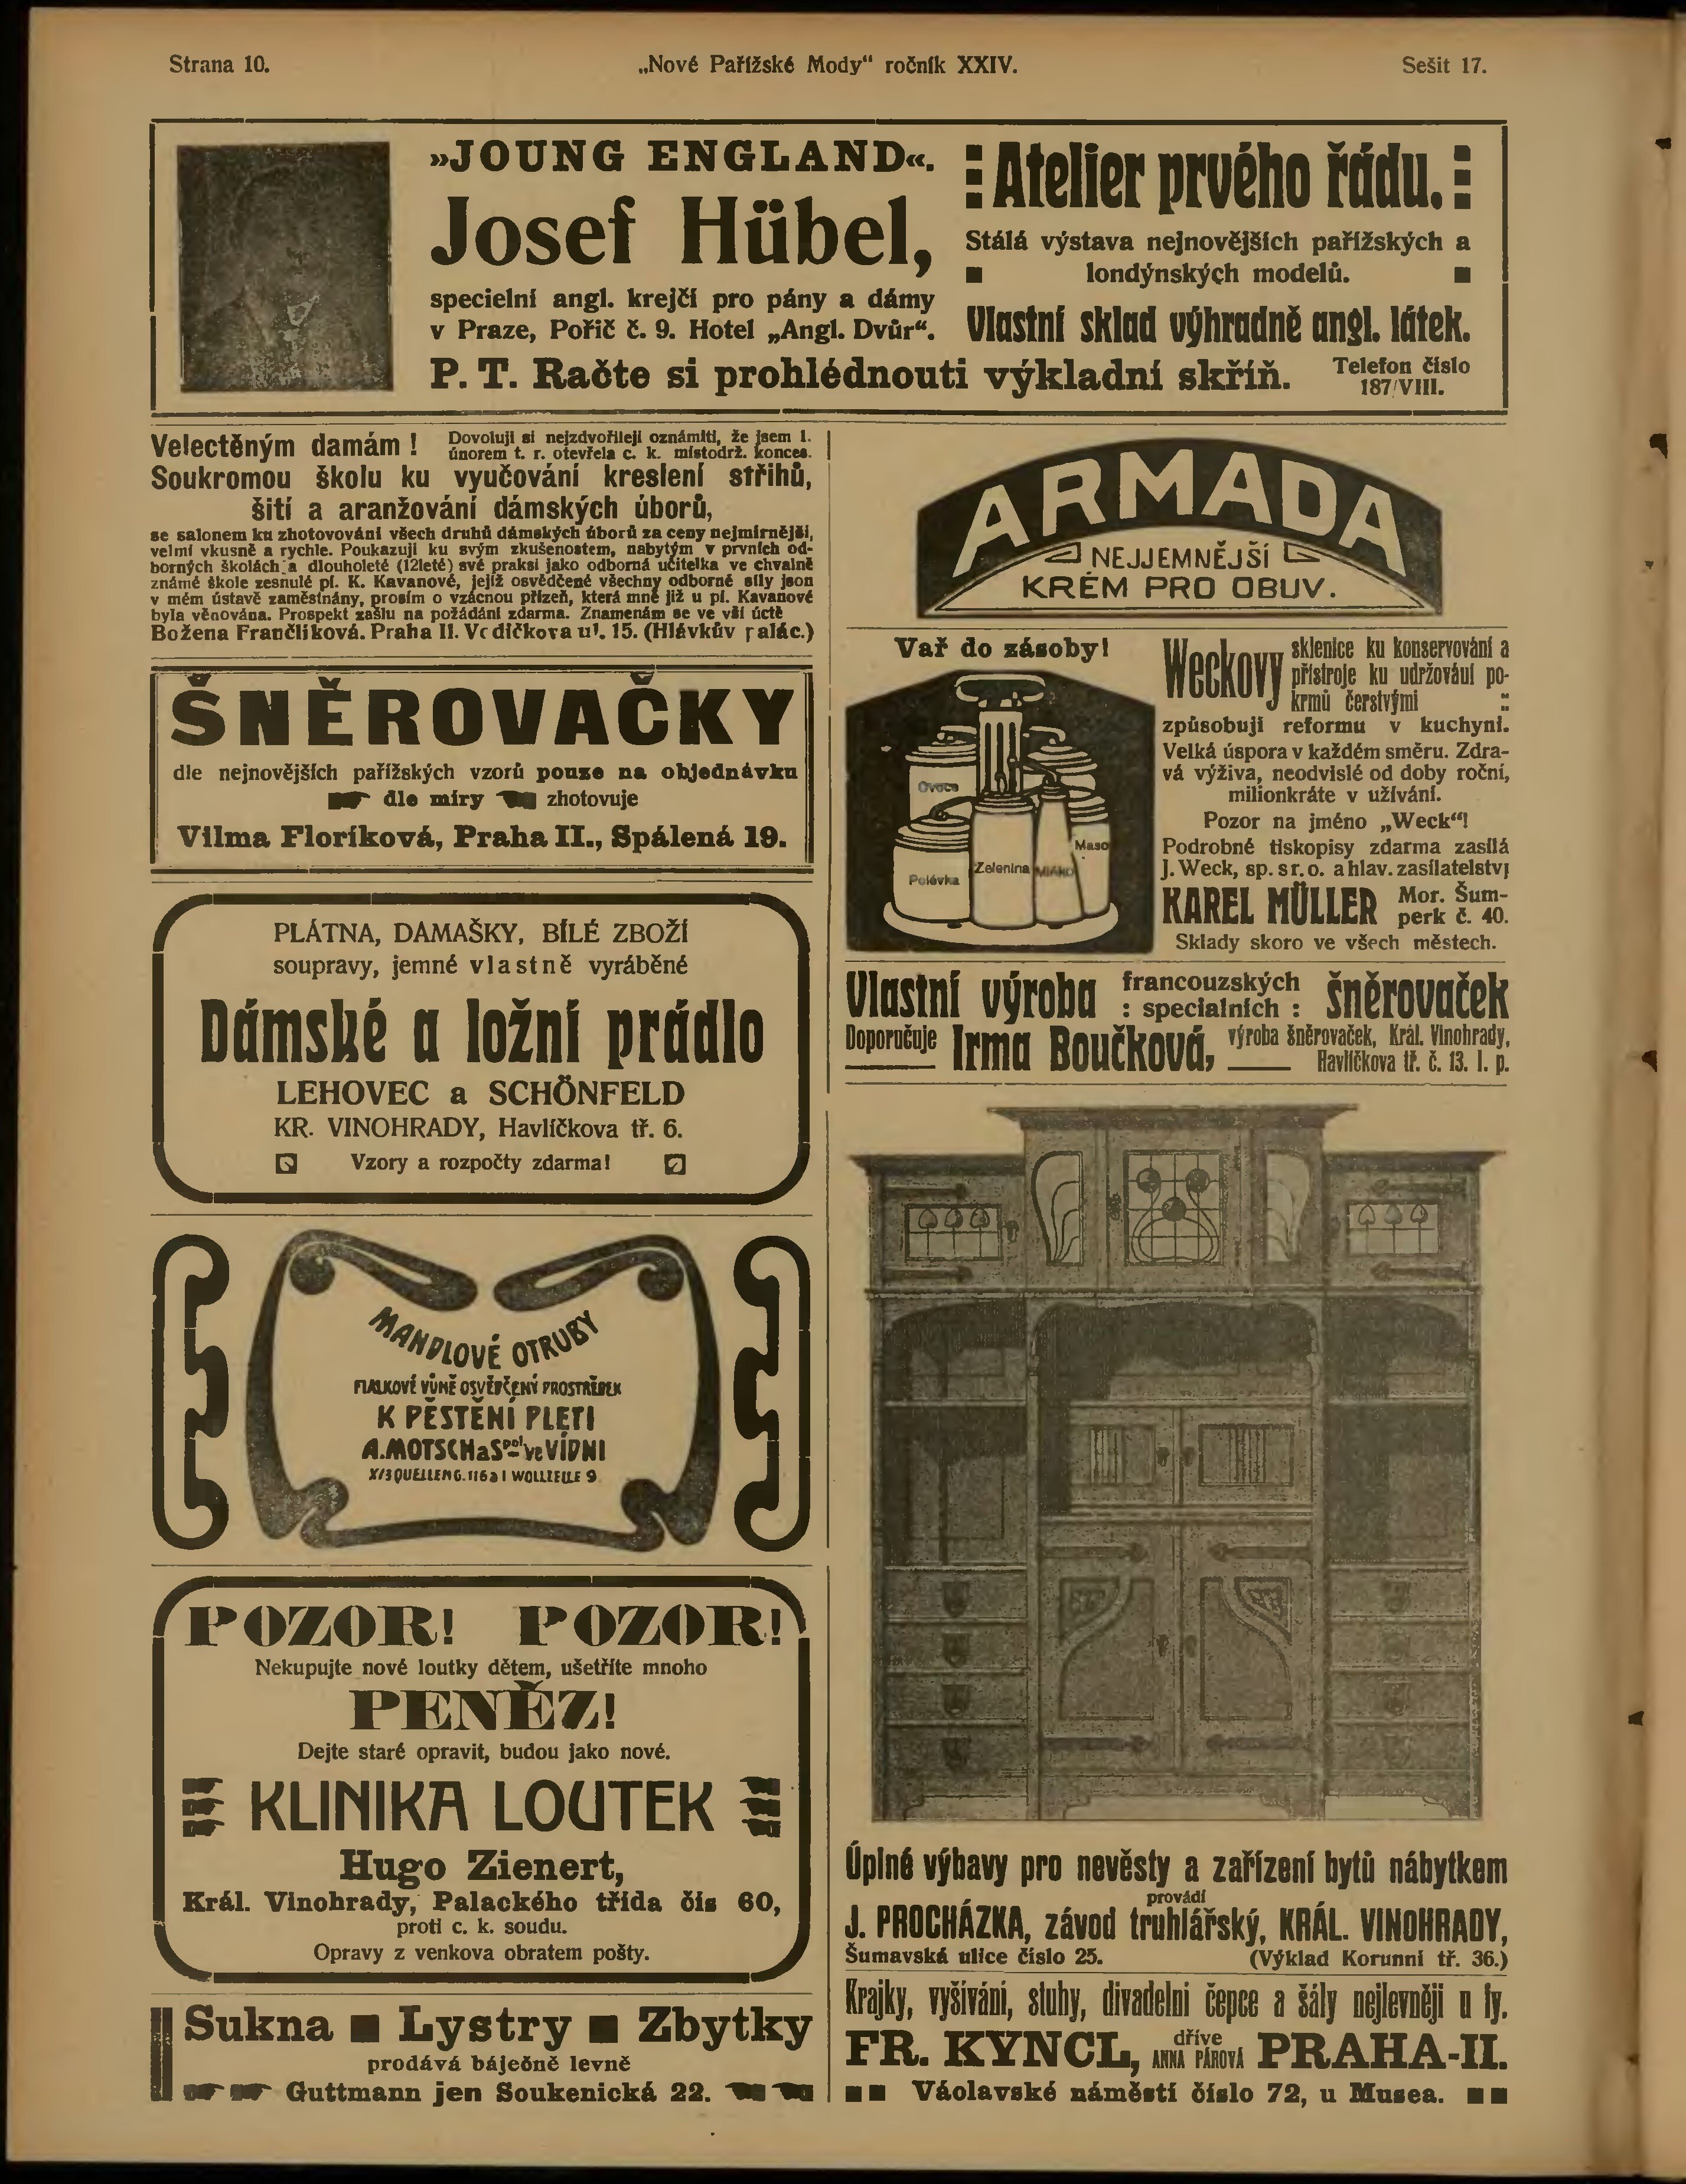 Strana 10.
„Nové Pařížské Mody“ ročník XXIV.
Sešit 17.
»JOUNG ENGLAND«.
Josef Hübel,
specielní angl. krejčí pro pány a dámy
v Praze, Poříč č. 9. Hotel „Angl. Dvůr“.
Atelier prvého řádu.
Stálá výstava nejnovějších pařížských a
londýnských modelů.
Vlastní sklad výhradně angl. látek.
P. T. Račte si prohlédnouti výkladní skříň.
Telefon číslo
187/VIII.
Velectěným damám !
Dovoluji si nejzdvořileji oznámiti, že jsem 1.
únorem t. r. otevřela c. k. místodrž. konces.
Soukromou školu ku vyučování kreslení střihů,
šití a aranžování dámských úborů,
se salonem ku zhotovování všech druhů dámských úborů za ceny nejmírnější,
velmi vkusně a rychle. Poukazuji ku svým zkušenostem, nabytým v prvních od-
borných školách a dlouholeté (12leté) své praksi jako odborná učitelka ve chvalně
známé škole zesnulé pí. K. Kavanové, jejíž osvědčené všechny odborné síly json
v mém ústavě zaměstnány, prosím o vzácnou přízeň, která mně již u pí. Kavanové
byla věnována. Prospekt zašlu na požádání zdarma. Znamenám se ve vší úctě
Božena Frančlíková. Praha II. Vodičkova ul. 15. (Hlávkův palác.)
ŠNĚROVAČKY
dle nejnovějších pařížských vzorů pouze na objednávku
dle míry zhotovuje
Vilma Floríková, Praha II., Spálená 19.
PLÁTNA, DAMAŠKY, BÍLÉ ZBOŽÍ
soupravy, jemné vlastně vyráběné
Dámské a ložní prádlo
LEHOVEC a SCHÖNFELD
KR. VINOHRADY, Havlíčkova tř. 6.
Vzory a rozpočty zdarma!
MANDLOVÉ OTRUBY
FIALKOVÉ VŮNĚ OSVĚDČENÝ PROSTŘEDEK
K PĚSTĚNÍ PLETI
A. MOTSCH a Spol ve VÍDNI
X/3 QUELLENG. 116 a I WOLLZEILE 9
POZOR! POZOR!
Nekupujte nové loutky dětem, ušetříte mnoho
PENĚZ!
Dejte staré opravit, budou jako nové.
KLINIKA LOUTEK
Hugo Zienert,
Král. Vinohrady, Palackého třída čís 60,
proti c. k. soudu.
Opravy z venkova obratem pošty.
Sukna ■ Lystry ■ Zbytky
prodává báječně levně
Guttmann jen Soukenická 22.
ARMADA
NEJJEMNĚJŠÍ
KRÉM PRO OBUV.
Vař do zásoby!
Ovoce
Polévka
Zelenina
Mléko
Maso
Weckovy
sklenice ku konservování a
přístroje ku udržování po-
krmů čerstvými
způsobují reformu v kuchyni.
Velká úspora v každém směru. Zdra-
vá výživa, neodvislé od doby roční,
milionkráte v užívání.
Pozor na jméno „Weck“!
Podrobné tiskopisy zdarma zasílá
J. Weck, sp. s r. o. a hlav. zasílatelství
KAREL MÜLLER
Mor. Šum-
perk č. 40.
Sklady skoro ve všech městech.
Vlastní výroba francouzských
: specialních : šněrovaček
Doporučuje Irma Boučková,
výroba šněrovaček, Král. Vinohrady,
Havlíčkova tř. č. 13. I. p.
Úplné výbavy pro nevěsty a zařízení bytů nábytkem
provádí
J. PROCHÁZKA, závod truhlářský, KRÁL. VINOHRADY,
Šumavská ulice číslo 25. (Výklad Korunní tř. 36.)
Krajky, vyšívání, stuhy, divadelní čepce a šály nejlevněji u fy.
FR. KYNCL, dříve
ANNA PÁROVÁ PRAHA-II.
Václavské náměstí číslo 72, u Musea.